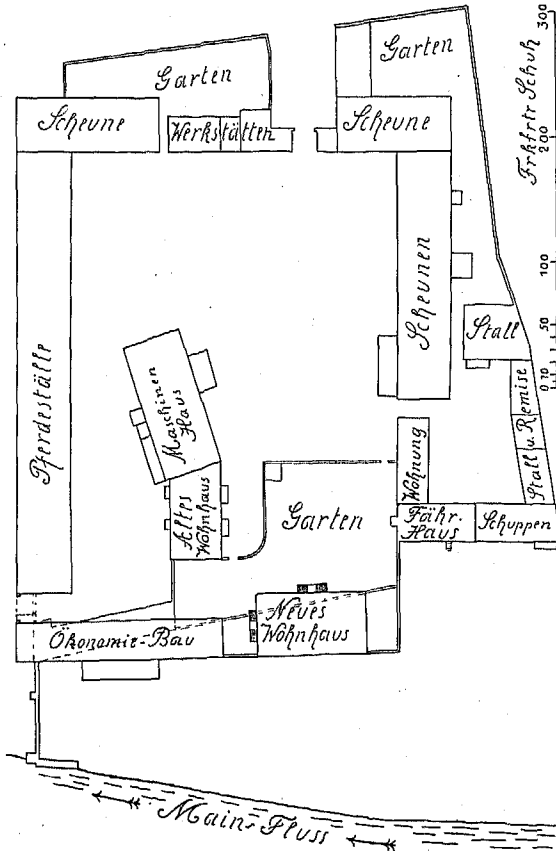 Garten
Garten
Scheune
Werkstätten
Scheune
Frkfrtr Schuh
300
200
100
50
10
0
Pferdeställe
Scheunen
Stall
Maschinen
Haus
Stall u. Remise
Wohnung
Altes
Wohnhaus
Garten
Fähr-
Haus
Schuppen
Neues
Wohnhaus
Ökonomie-Bau
Main-Fluss